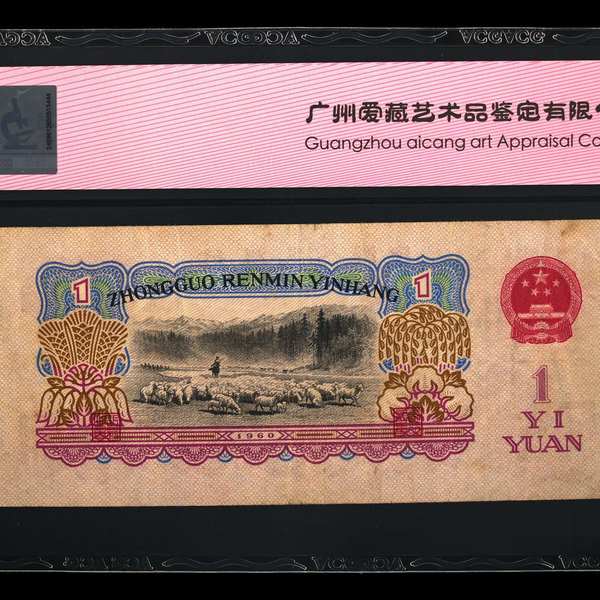 广州爱藏艺术品鉴定有限
Guangzhou aicang art Appraisal Co
1
ZHONGGUO RENMIN YINHANG
1
1
YI
YUAN
1960